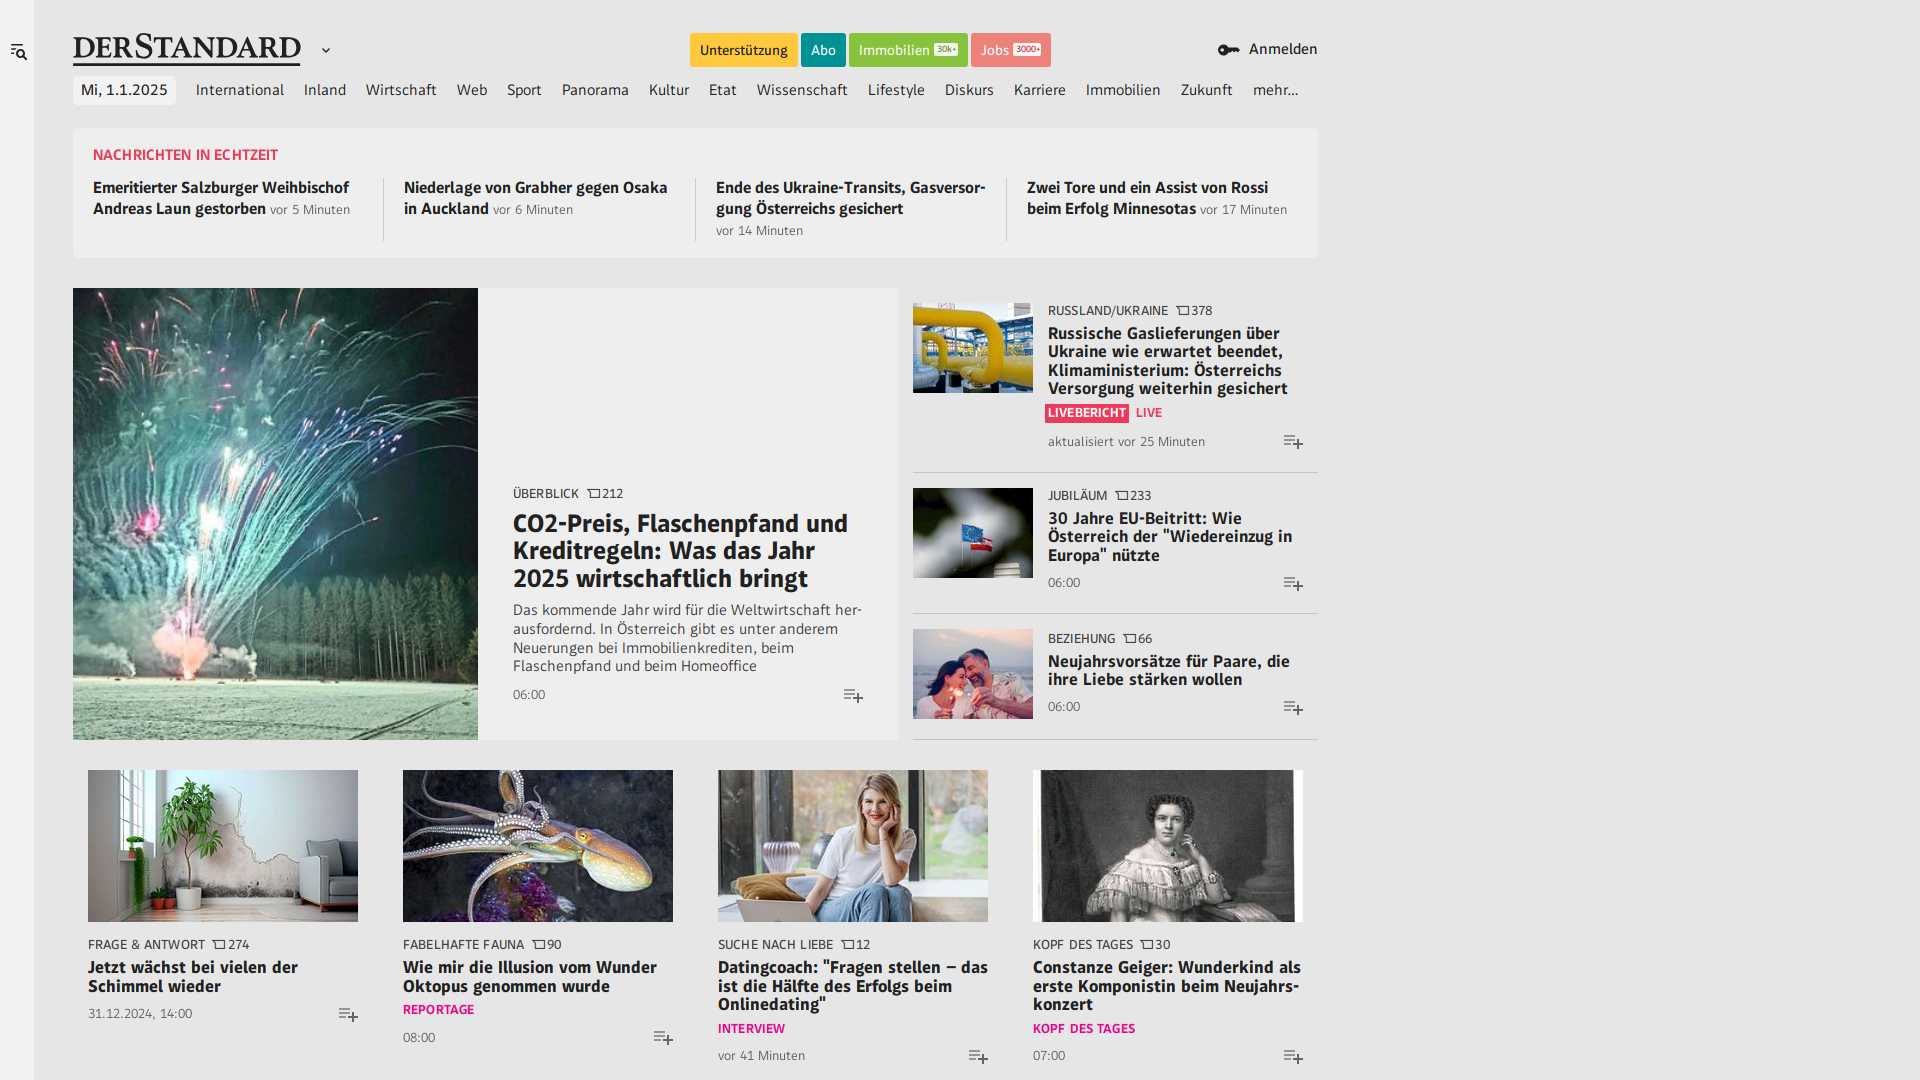 DERSTANDARD
Unterstützung
Abo
Immobilien 30k+
Jobs 3000+
Anmelden
Mi, 1.1.2025
International
Inland
Wirtschaft
Web
Sport
Panorama
Kultur
Etat
Wissenschaft
Lifestyle
Diskurs
Karriere
Immobilien
Zukunft
mehr...
NACHRICHTEN IN ECHTZEIT
Emeritierter Salzburger Weihbischof
Andreas Laun gestorben vor 5 Minuten
Niederlage von Grabher gegen Osaka
in Auckland vor 6 Minuten
Ende des Ukraine-Transits, Gasversor-
gung Österreichs gesichert
vor 14 Minuten
Zwei Tore und ein Assist von Rossi
beim Erfolg Minnesotas vor 17 Minuten
ÜBERBLICK 212
CO2-Preis, Flaschenpfand und
Kreditregeln: Was das Jahr
2025 wirtschaftlich bringt
Das kommende Jahr wird für die Weltwirtschaft her-
ausfordernd. In Österreich gibt es unter anderem
Neuerungen bei Immobilienkrediten, beim
Flaschenpfand und beim Homeoffice
06:00
RUSSLAND/UKRAINE 378
Russische Gaslieferungen über
Ukraine wie erwartet beendet,
Klimaministerium: Österreichs
Versorgung weiterhin gesichert
LIVEBERICHT LIVE
aktualisiert vor 25 Minuten
JUBILÄUM 233
30 Jahre EU-Beitritt: Wie
Österreich der "Wiedereinzug in
Europa" nützte
06:00
BEZIEHUNG 66
Neujahrsvorsätze für Paare, die
ihre Liebe stärken wollen
06:00
FRAGE & ANTWORT 274
Jetzt wächst bei vielen der
Schimmel wieder
31.12.2024, 14:00
FABELHAFTE FAUNA 90
Wie mir die Illusion vom Wunder
Oktopus genommen wurde
REPORTAGE
08:00
SUCHE NACH LIEBE 12
Datingcoach: "Fragen stellen – das
ist die Hälfte des Erfolgs beim
Onlinedating"
INTERVIEW
vor 41 Minuten
KOPF DES TAGES 30
Constanze Geiger: Wunderkind als
erste Komponistin beim Neujahrs-
konzert
KOPF DES TAGES
07:00